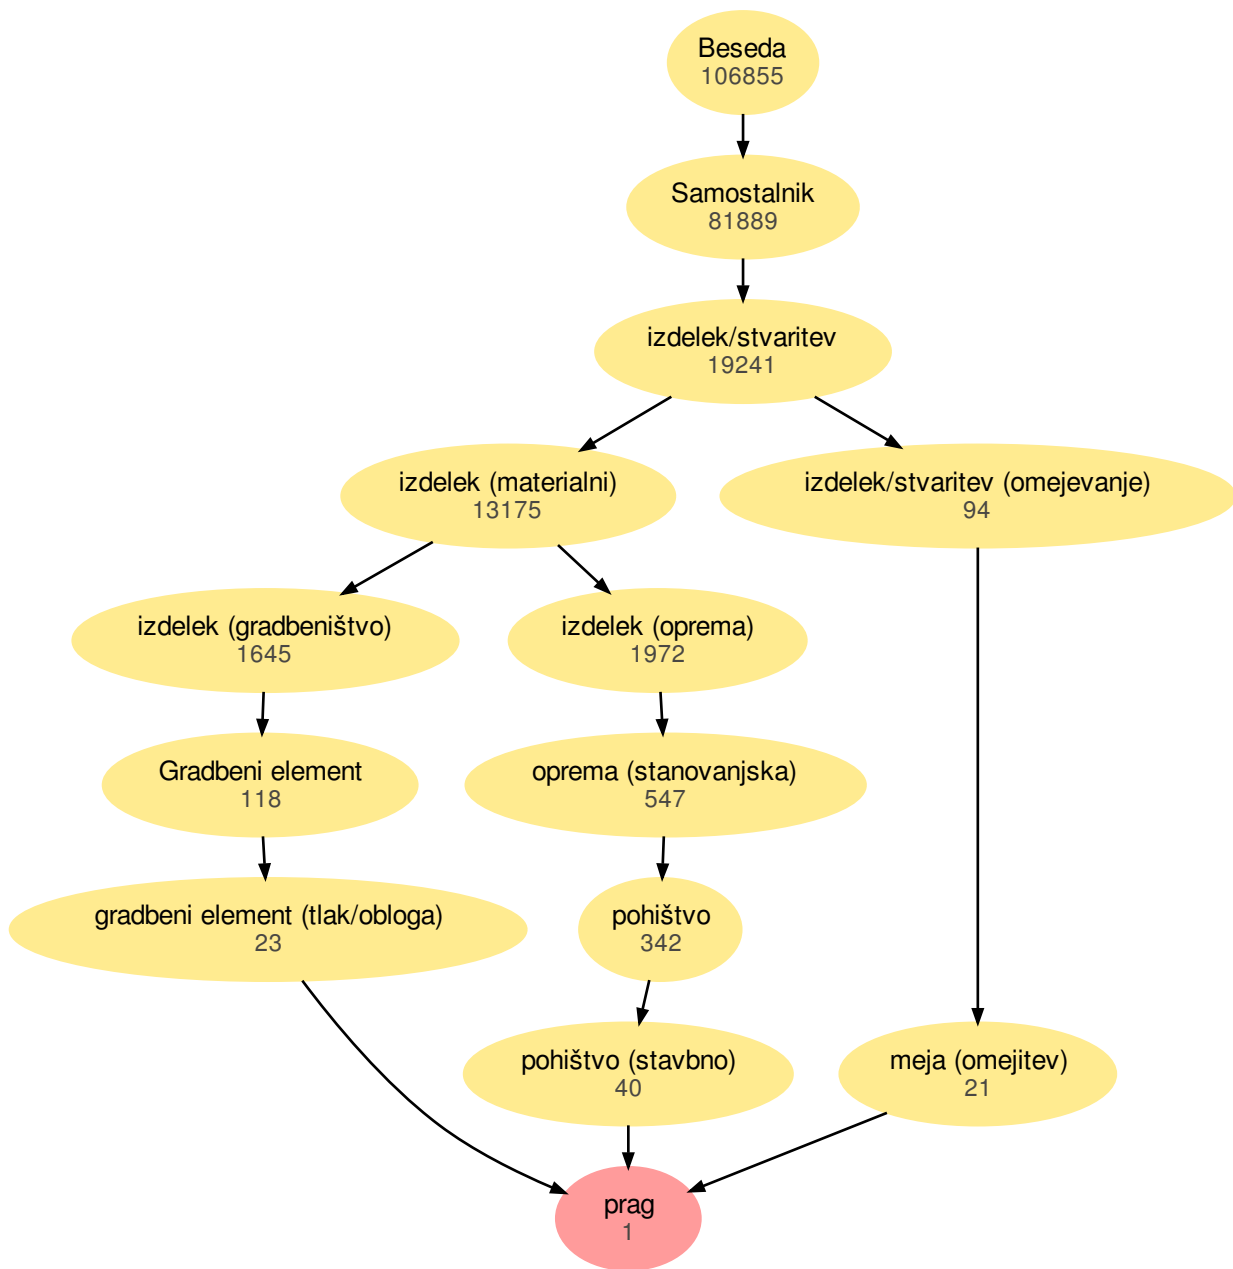 Beseda
106855
Samostalnik
81889
izdelek/stvaritev
19241
izdelek (materialni)
13175
izdelek/stvaritev (omejevanje)
94
izdelek (gradbeništvo)
1645
izdelek (oprema)
1972
Gradbeni element
118
oprema (stanovanjska)
547
gradbeni element (tlak/obloga)
23
pohištvo
342
pohištvo (stavbno)
40
meja (omejitev)
21
prag
1